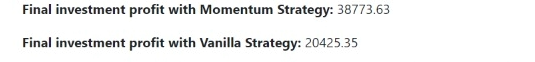 Final investment profit with Momentum Strategy: 38773.63
Final investment profit with Vanilla Strategy: 20425.35